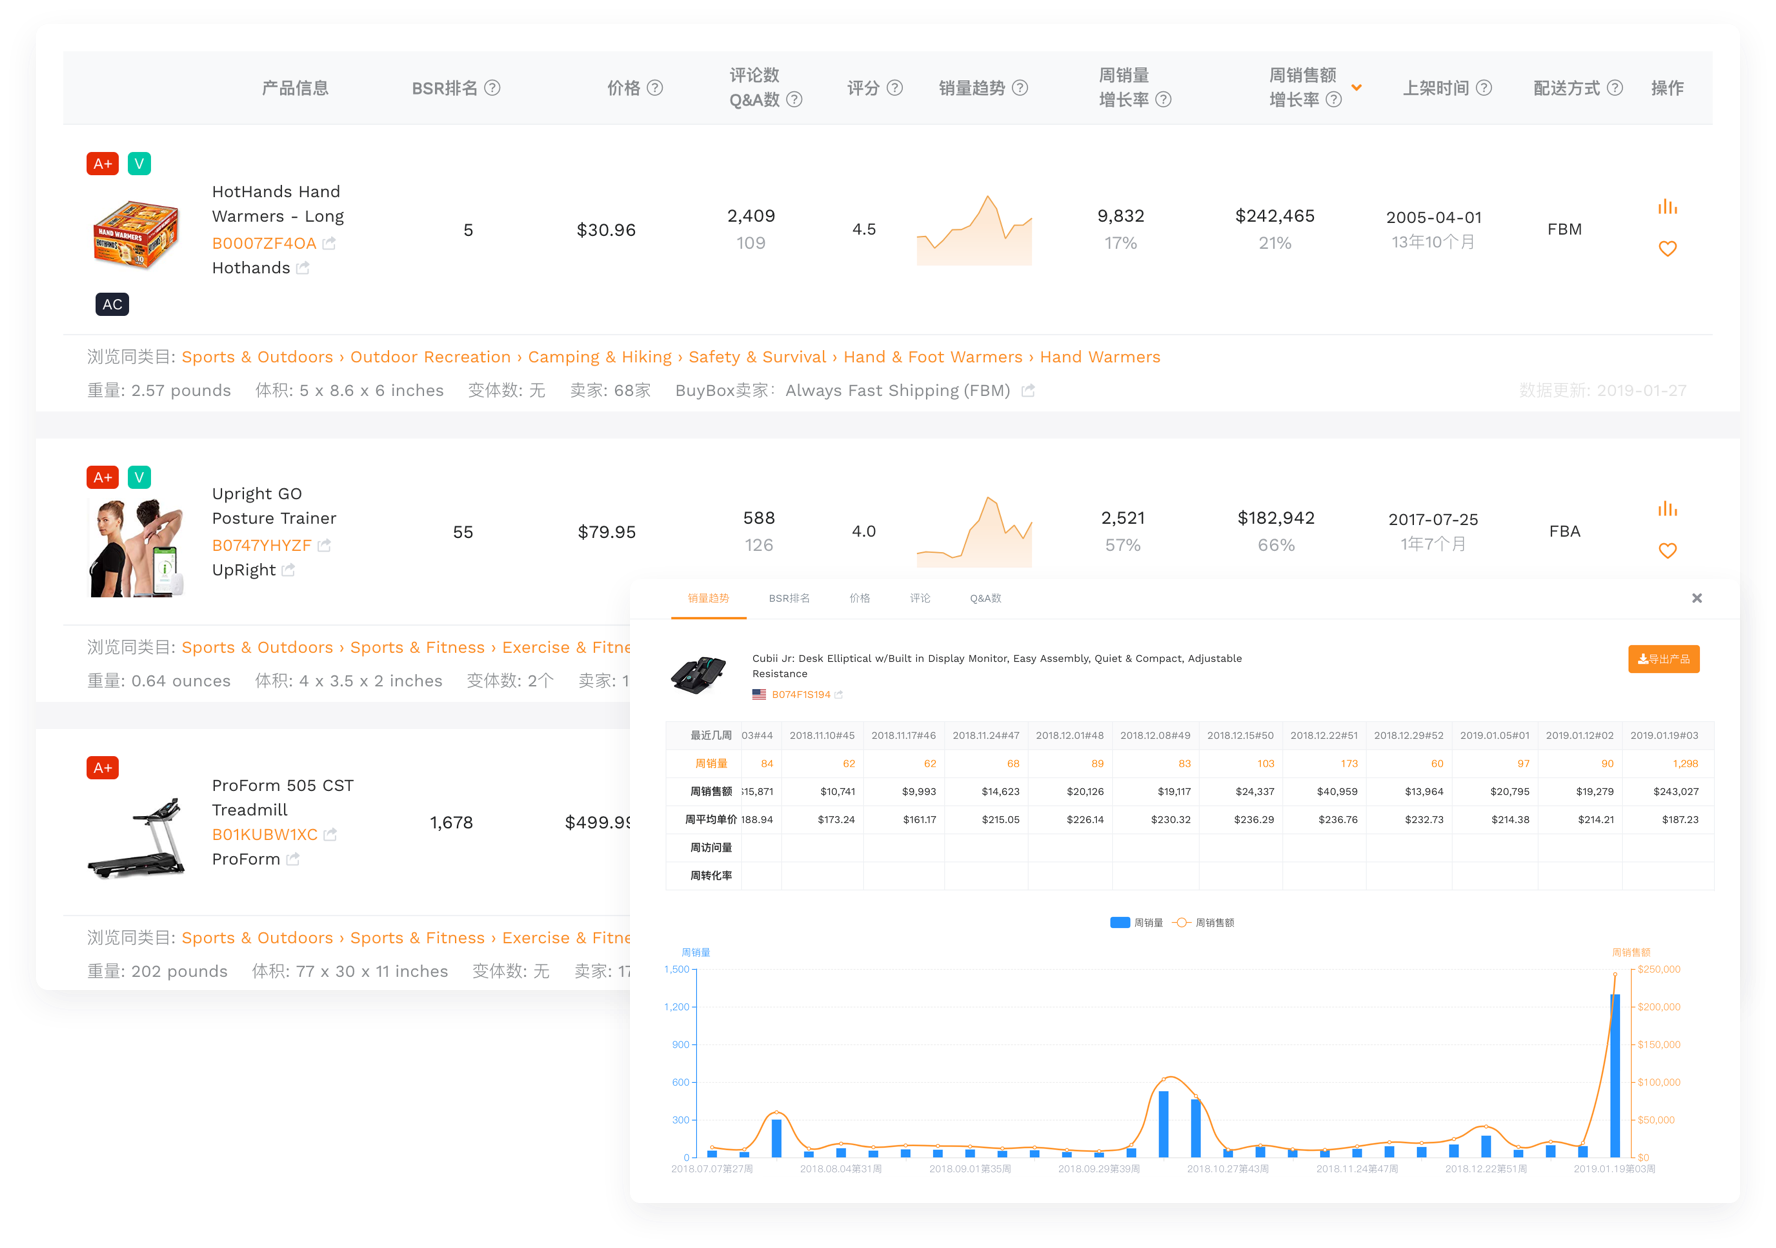 产品信息
BSR排名 ?
价格 ?
评论数
Q&A数 ?
评分 ?
销量趋势 ?
周销量
增长率 ?
周销售额
增长率 ?
上架时间 ?
配送方式 ?
操作
A+ V
HotHands Hand
Warmers - Long
B0007ZF4OA
Hothands
AC
HAND WARMERS
5
$30.96
2,409
109
4.5
9,832
17%
$242,465
21%
2005-04-01
13年10个月
FBM
浏览同类目: Sports & Outdoors › Outdoor Recreation › Camping & Hiking › Safety & Survival › Hand & Foot Warmers › Hand Warmers
重量: 2.57 pounds 体积: 5 x 8.6 x 6 inches 变体数: 无 卖家: 68家 BuyBox卖家: Always Fast Shipping (FBM)
数据更新: 2019-01-27
A+ V
Upright GO
Posture Trainer
B0747YHYZF
UpRight
55
$79.95
588
126
4.0
2,521
57%
$182,942
66%
2017-07-25
1年7个月
FBA
浏览同类目: Sports & Outdoors › Sports & Fitness › Exercise & Fitne
重量: 0.64 ounces 体积: 4 x 3.5 x 2 inches 变体数: 2个 卖家: 1
A+
ProForm 505 CST
Treadmill
B01KUBW1XC
ProForm
1,678
$499.99
浏览同类目: Sports & Outdoors › Sports & Fitness › Exercise & Fitne
重量: 202 pounds 体积: 77 x 30 x 11 inches 变体数: 无 卖家: 17
销量趋势 BSR排名 价格 评论 Q&A数
Cubii Jr: Desk Elliptical w/Built in Display Monitor, Easy Assembly, Quiet & Compact, Adjustable
Resistance
B074F1S194
导出产品
最近几周 03#44 2018.11.10#45 2018.11.17#46 2018.11.24#47 2018.12.01#48 2018.12.08#49 2018.12.15#50 2018.12.22#51 2018.12.29#52 2019.01.05#01 2019.01.12#02 2019.01.19#03
周销量 84 62 62 68 89 83 103 173 60 97 90 1,298
周销售额 $15,871 $10,741 $9,993 $14,623 $20,126 $19,117 $24,337 $40,959 $13,964 $20,795 $19,279 $243,027
周平均单价 188.94 $173.24 $161.17 $215.05 $226.14 $230.32 $236.29 $236.76 $232.73 $214.38 $214.21 $187.23
周访问量
周转化率
周销量 周销售额
周销量
周销售额
1,500
1,200
900
600
300
0
$250,000
$200,000
$150,000
$100,000
$50,000
$0
2018.07.07第27周 2018.08.04第31周 2018.09.01第35周 2018.09.29第39周 2018.10.27第43周 2018.11.24第47周 2018.12.22第51周 2019.01.19第03周